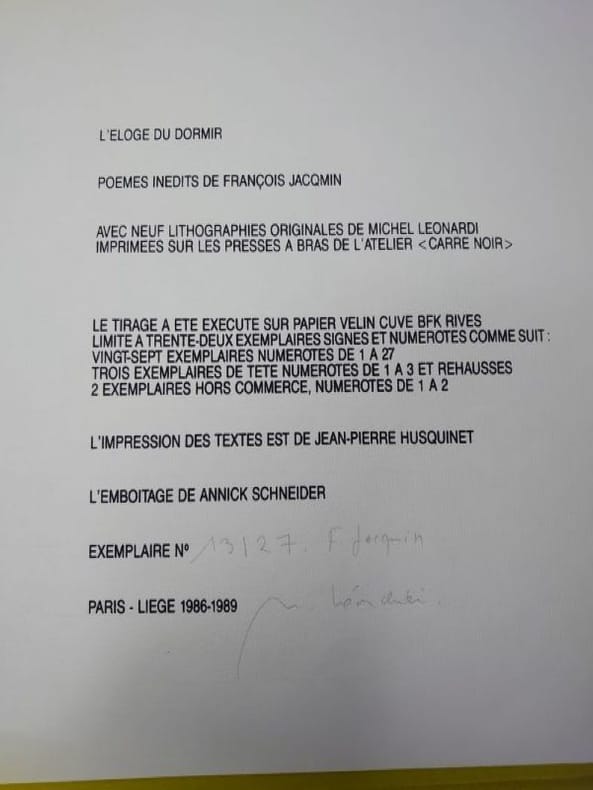 L'ELOGE DU DORMIR
POEMES INEDITS DE FRANÇOIS JACQMIN
AVEC NEUF LITHOGRAPHIES ORIGINALES DE MICHEL LEONARDI
IMPRIMEES SUR LES PRESSES A BRAS DE L'ATELIER <CARRE NOIR>
LE TIRAGE A ETE EXECUTE SUR PAPIER VELIN CUVE BFK RIVES
LIMITE A TRENTE-DEUX EXEMPLAIRES SIGNES ET NUMEROTES COMME SUIT :
VINGT-SEPT EXEMPLAIRES NUMEROTES DE 1 A 27
TROIS EXEMPLAIRES DE TETE NUMEROTES DE 1 A 3 ET REHAUSSES
2 EXEMPLAIRES HORS COMMERCE, NUMEROTES DE 1 A 2
L'IMPRESSION DES TEXTES EST DE JEAN-PIERRE HUSQUINET
L'EMBOITAGE DE ANNICK SCHNEIDER
EXEMPLAIRE Nº 13/27. F. Jacqmin
PARIS - LIEGE 1986-1989